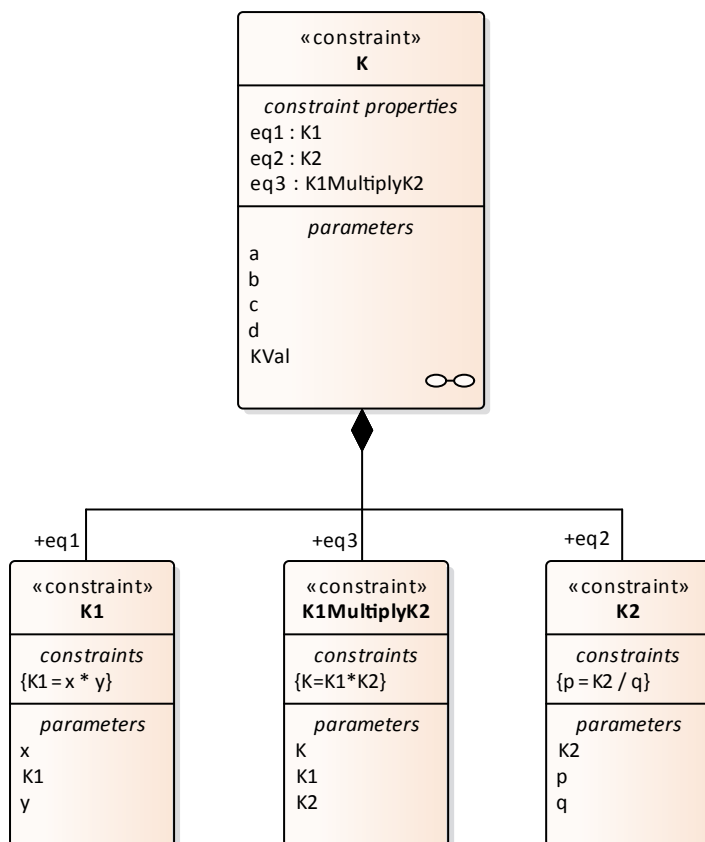 «constraint»
K
constraint properties
eq1 : K1
eq2 : K2
eq3 : K1MultiplyK2
parameters
a
b
c
d
KVal
+eq1
+eq3
+eq2
«constraint»
K1
constraints
{K1=x * y}
parameters
x
K1
y
«constraint»
K1MultiplyK2
constraints
{K=K1*K2}
parameters
K
K1
K2
«constraint»
K2
constraints
{p=K2 / q}
parameters
K2
p
q